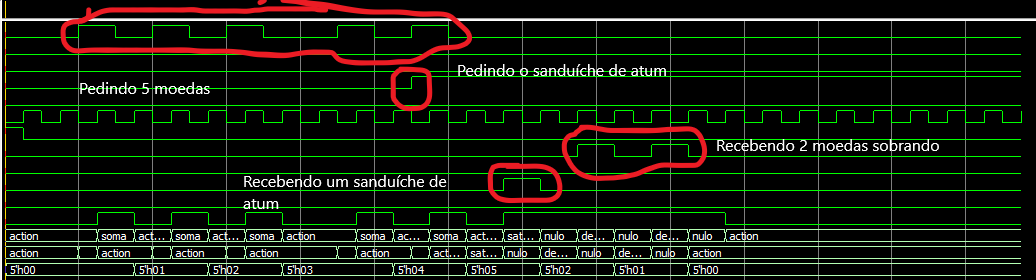 Pedindo o sanduíche de atum
Pedindo 5 moedas
Recebendo 2 moedas sobrando
Recebendo um sanduíche de
atum
action soma act... soma act... soma action soma ac... soma act... sat... nulo de... nulo de... nulo action
action action action action action act... sat... nulo de... nulo de... nulo action
5'h00 5'h01 5'h02 5'h03 5'h04 5'h05 5'h02 5'h01 5'h00